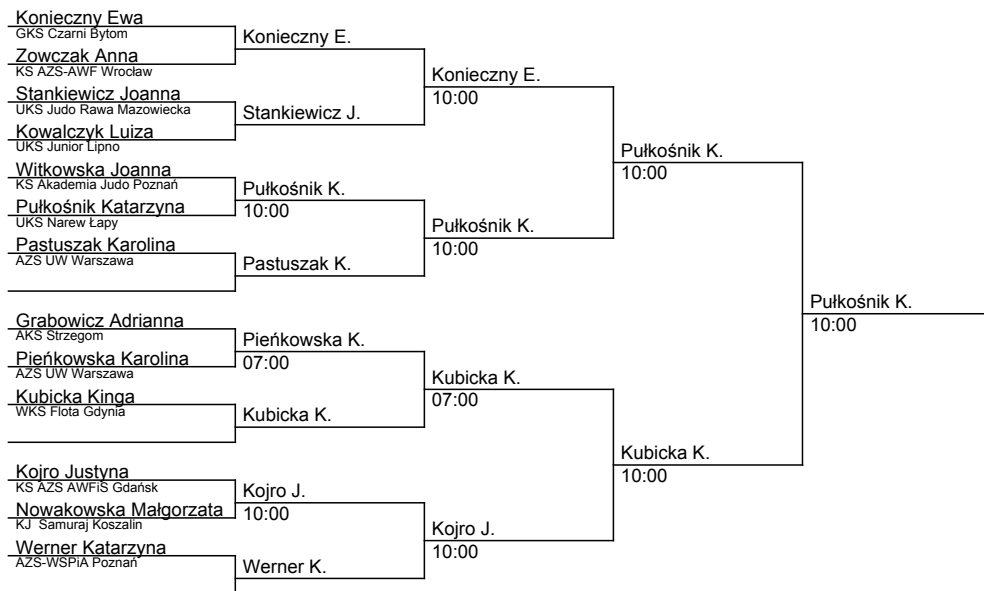 Konieczny Ewa
GKS Czarni Bytom
Konieczny E.
Zowczak Anna
KS AZS-AWF Wrocław
Konieczny E.
10:00
Stankiewicz Joanna
UKS Judo Rawa Mazowiecka
Stankiewicz J.
Kowalczyk Luiza
UKS Junior Lipno
Pułkośnik K.
10:00
Witkowska Joanna
KS Akademia Judo Poznań
Pułkośnik K.
10:00
Pułkośnik Katarzyna
UKS Narew Łapy
Pułkośnik K.
10:00
Pastuszak Karolina
AZS UW Warszawa
Pastuszak K.
Pułkośnik K.
10:00
Grabowicz Adrianna
AKS Strzegom
Pieńkowska K.
07:00
Pieńkowska Karolina
AZS UW Warszawa
Kubicka K.
07:00
Kubicka Kinga
WKS Flota Gdynia
Kubicka K.
Kubicka K.
10:00
Kojro Justyna
KS AZS AWFiS Gdańsk
Kojro J.
10:00
Nowakowska Małgorzata
KJ  Samuraj Koszalin
Kojro J.
10:00
Werner Katarzyna
AZS-WSPiA Poznań
Werner K.